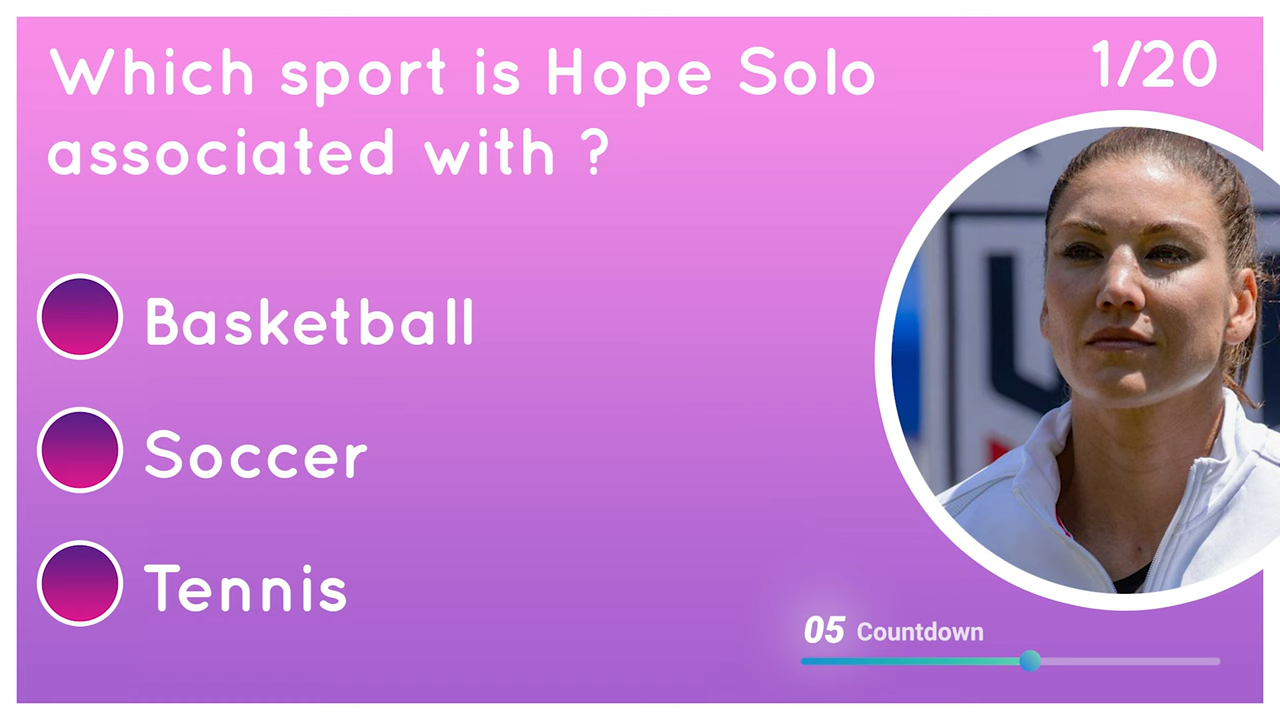 Which sport is Hope Solo
associated with ?
1/20
Basketball
Soccer
Tennis
05 Countdown